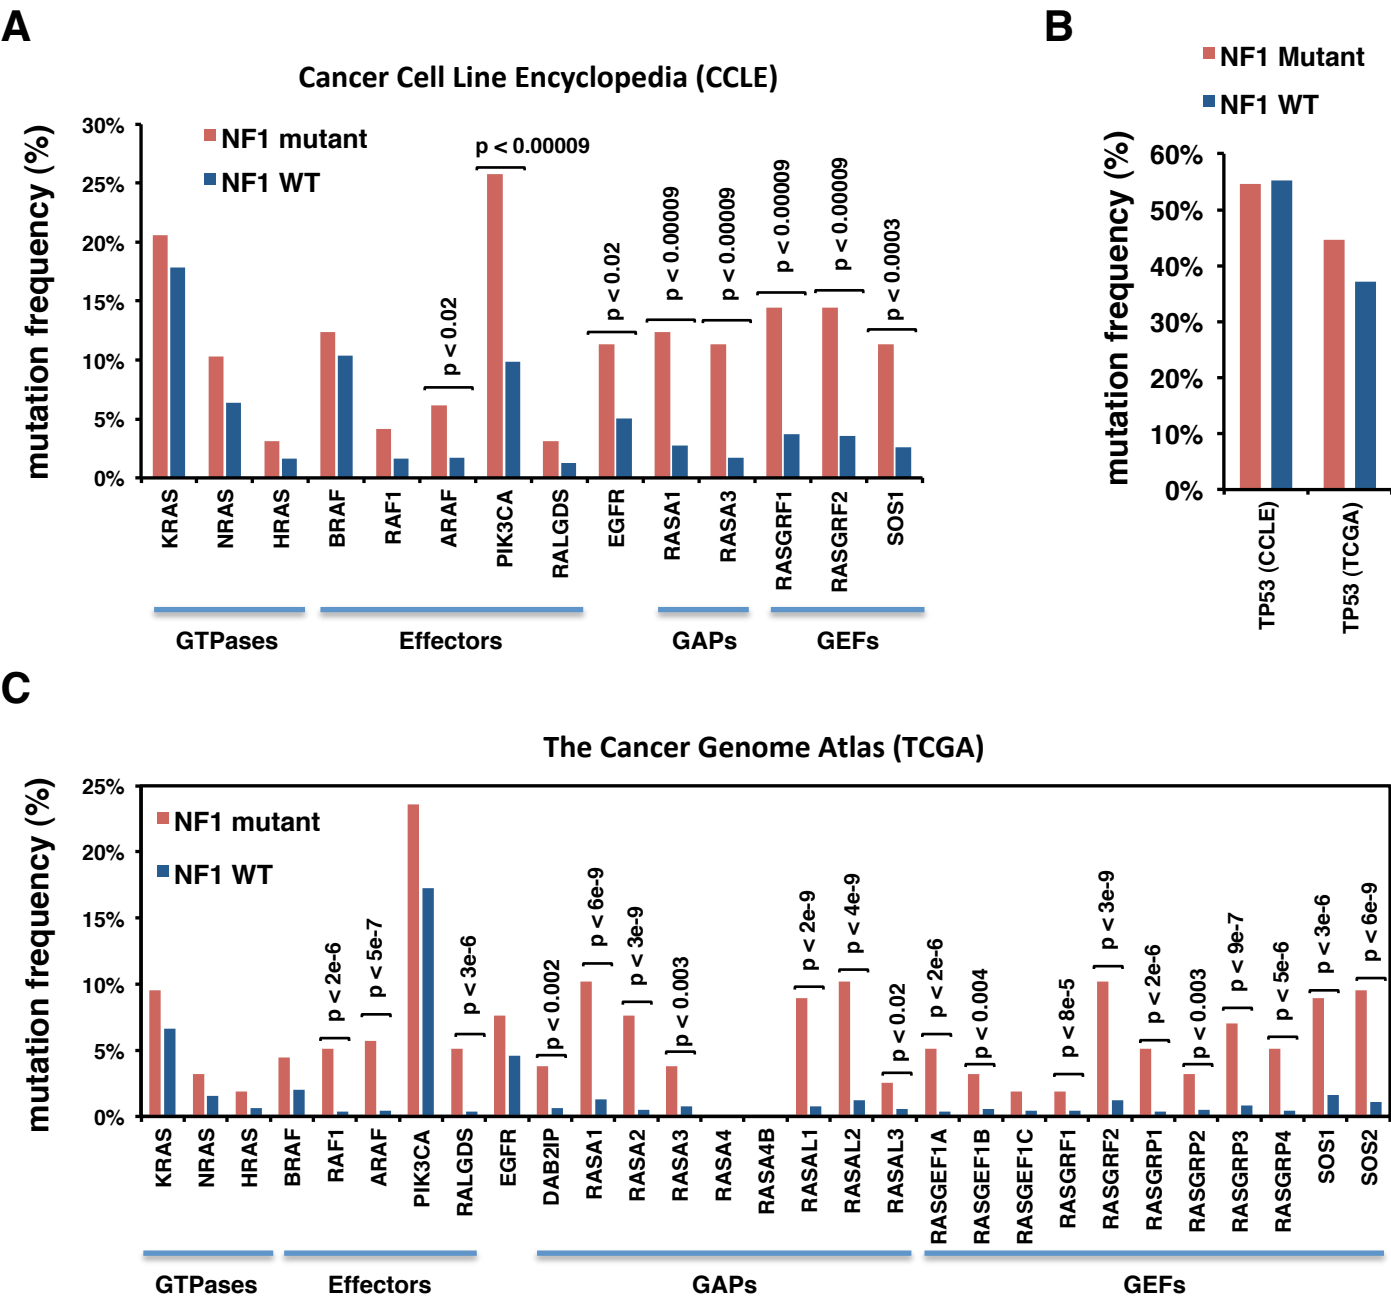 A
Cancer Cell Line Encyclopedia (CCLE)
mutation frequency (%)
30%
25%
20%
15%
10%
5%
0%
NF1 mutant
NF1 WT
p < 0.02
p < 0.00009
p < 0.02
p < 0.00009
p < 0.00009
p < 0.00009
p < 0.00009
p < 0.0003
KRAS
NRAS
HRAS
BRAF
RAF1
ARAF
PIK3CA
RALGDS
EGFR
RASA1
RASA3
RASGRF1
RASGRF2
SOS1
GTPases
Effectors
GAPs
GEFs
B
NF1 Mutant
NF1 WT
mutation frequency (%)
60%
50%
40%
30%
20%
10%
0%
TP53 (CCLE)
TP53 (TCGA)
C
The Cancer Genome Atlas (TCGA)
mutation frequency (%)
25%
20%
15%
10%
5%
0%
NF1 mutant
NF1 WT
p < 2e-6
p < 5e-7
p < 3e-6
p < 0.002
p < 6e-9
p < 3e-9
p < 0.003
p < 2e-9
p < 4e-9
p < 0.02
p < 2e-6
p < 0.004
p < 8e-5
p < 3e-9
p < 2e-6
p < 0.003
p < 9e-7
p < 5e-6
p < 3e-6
p < 6e-9
KRAS
NRAS
HRAS
BRAF
RAF1
ARAF
PIK3CA
RALGDS
EGFR
DAB2IP
RASA1
RASA2
RASA3
RASA4
RASA4B
RASAL1
RASAL2
RASAL3
RASGEF1A
RASGEF1B
RASGEF1C
RASGRF1
RASGRF2
RASGRP1
RASGRP2
RASGRP3
RASGRP4
SOS1
SOS2
GTPases
Effectors
GAPs
GEFs